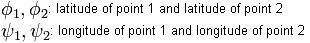 ϕ₁, ϕ₂: latitude of point 1 and latitude of point 2
ψ₁, ψ₂: longitude of point 1 and longitude of point 2